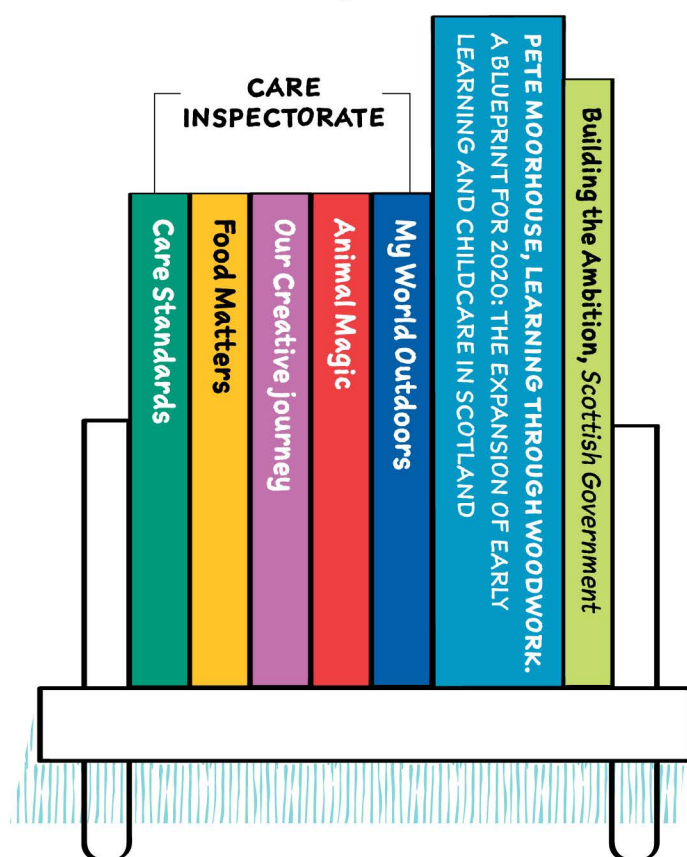 CARE
INSPECTORATE
Care Standards
Food Matters
Our Creative journey
Animal Magic
My World Outdoors
PETE MOORHOUSE, LEARNING THROUGH WOODWORK.
A BLUEPRINT FOR 2020: THE EXPANSION OF EARLY
LEARNING AND CHILDCARE IN SCOTLAND
Building the Ambition, Scottish Government